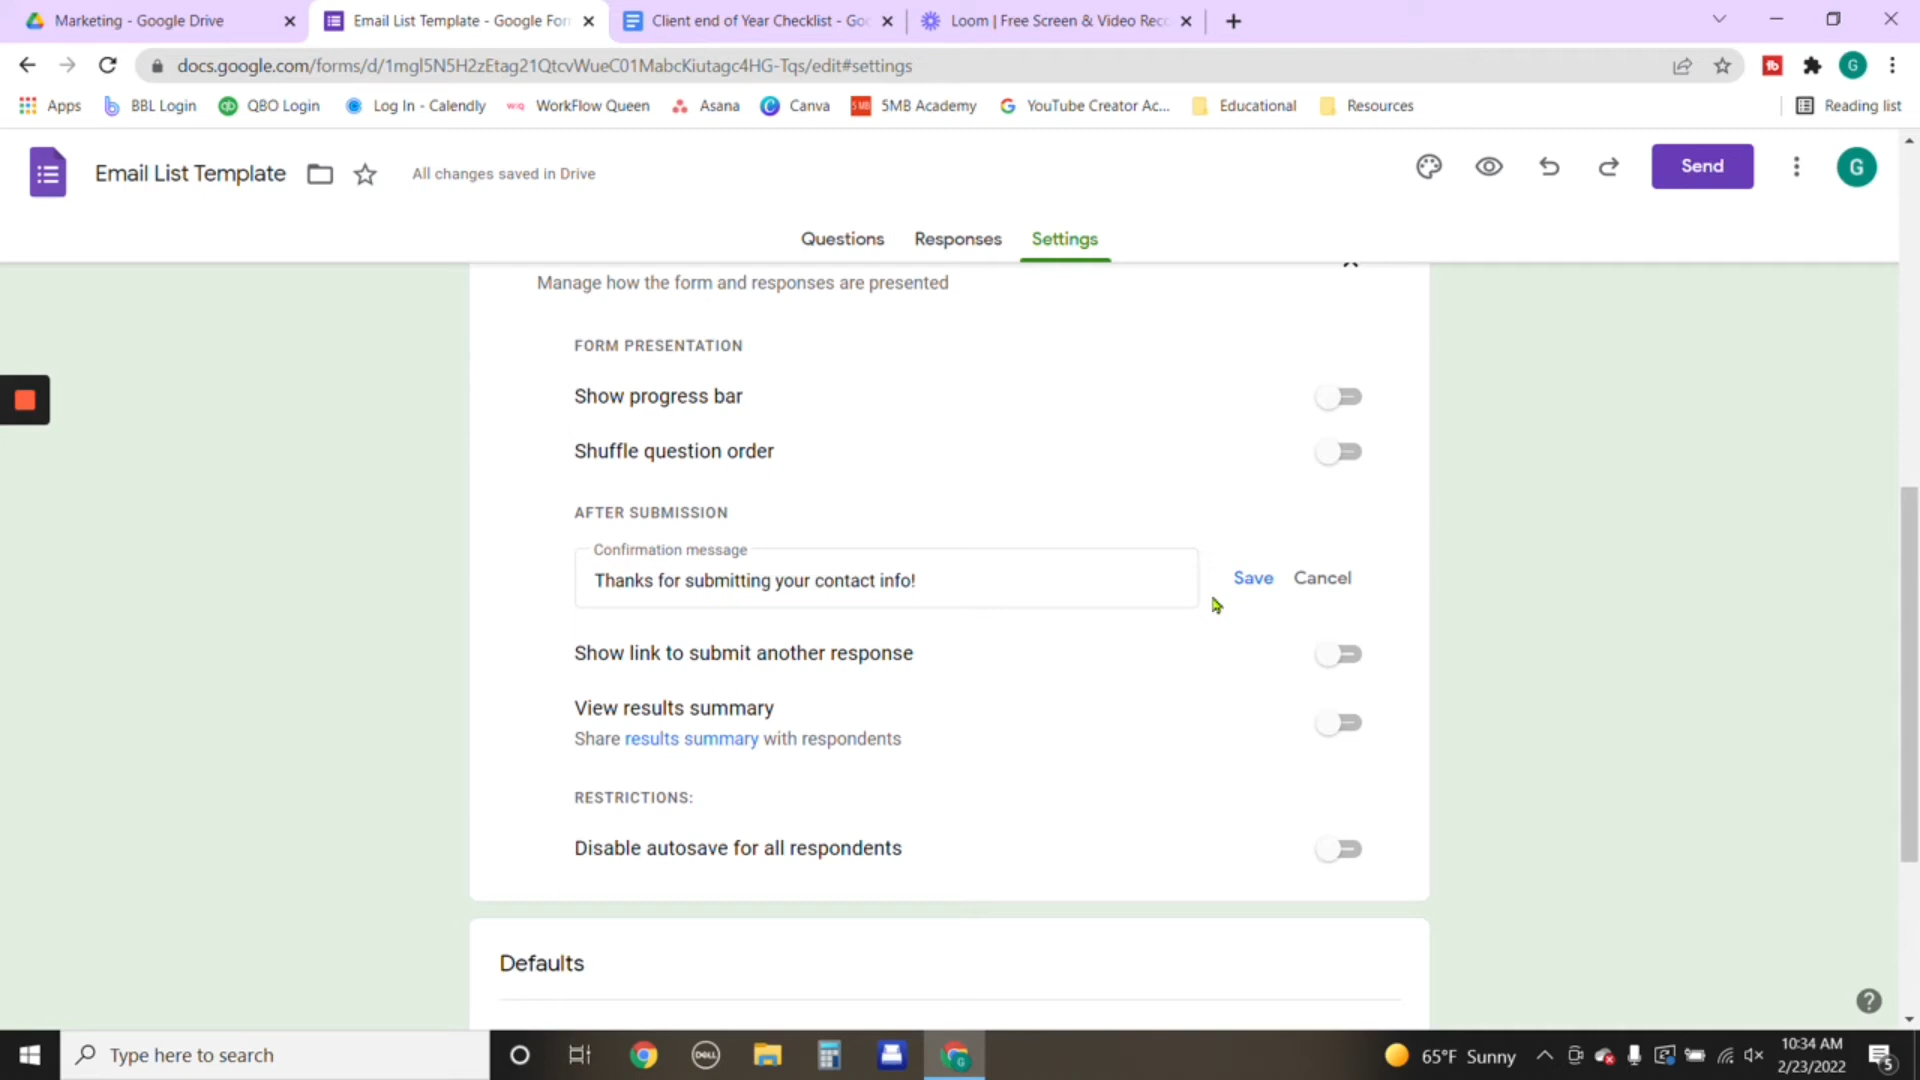 Marketing - Google Drive
Email List Template - Google For
Client end of Year Checklist - Goo
Loom | Free Screen & Video Rec
docs.google.com/forms/d/1mgl5N5H2zEtag21QtcvWueC01MabcKiutagc4HG-Tqs/edit#settings
G
Apps
BBL Login
QBO Login
Log In - Calendly
WorkFlow Queen
Asana
Canva
5MB Academy
YouTube Creator Ac...
Educational
Resources
Reading list
Email List Template
All changes saved in Drive
Send
G
Questions
Responses
Settings
Manage how the form and responses are presented
FORM PRESENTATION
Show progress bar
Shuffle question order
AFTER SUBMISSION
Confirmation message
Thanks for submitting your contact info!
Save
Cancel
Show link to submit another response
View results summary
Share results summary with respondents
RESTRICTIONS:
Disable autosave for all respondents
Defaults
Type here to search
DELL
65°F Sunny
10:34 AM
2/23/2022
5